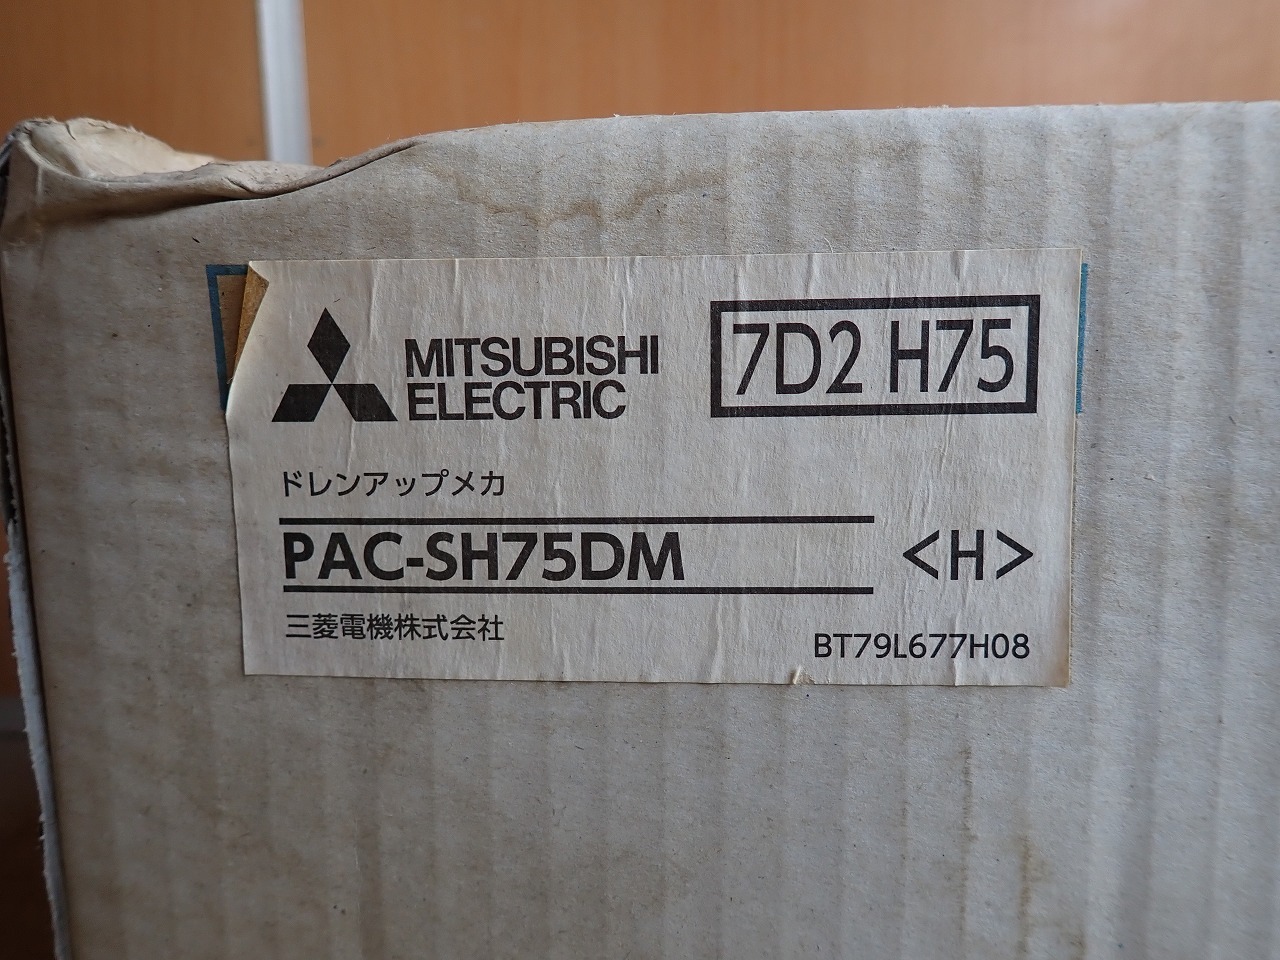 MITSUBISHI
ELECTRIC
7D2 H75
ドレンアップメカ
PAC-SH75DM
<H>
三菱電機株式会社
BT79L677H08